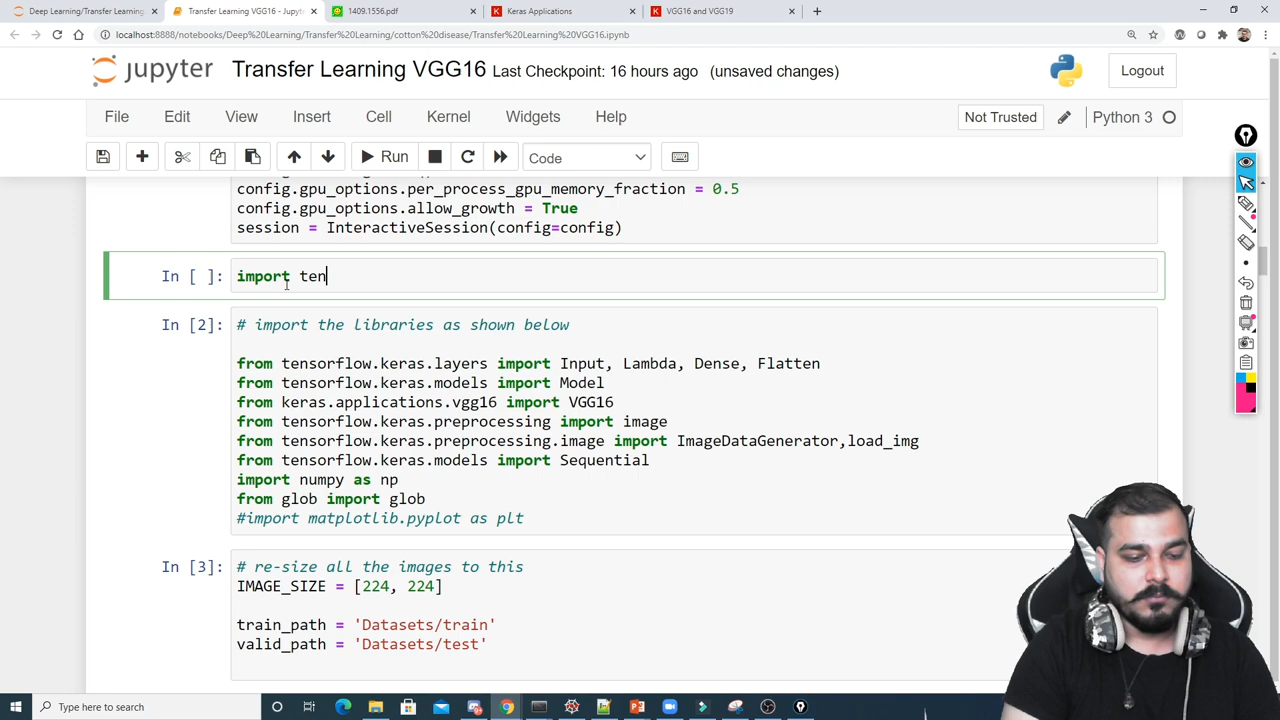 Deep Learning/Transfer Learning
Transfer Learning VGG16 - Jupyte
1409.1556.pdf
Keras Applications
VGG16 and VGG19
localhost:8888/notebooks/Deep%20Learning/Transfer%20Learning/cotton%20disease/Transfer%20Learning%20VGG16.ipynb
jupyter Transfer Learning VGG16 Last Checkpoint: 16 hours ago (unsaved changes)
Logout
File Edit View Insert Cell Kernel Widgets Help
Not Trusted
Python 3
Run
Code
config.gpu_options.per_process_gpu_memory_fraction = 0.5
config.gpu_options.allow_growth = True
session = InteractiveSession(config=config)
In [ ]: import ten
In [2]: # import the libraries as shown below
from tensorflow.keras.layers import Input, Lambda, Dense, Flatten
from tensorflow.keras.models import Model
from keras.applications.vgg16 import VGG16
from tensorflow.keras.preprocessing import image
from tensorflow.keras.preprocessing.image import ImageDataGenerator,load_img
from tensorflow.keras.models import Sequential
import numpy as np
from glob import glob
#import matplotlib.pyplot as plt
In [3]: # re-size all the images to this
IMAGE_SIZE = [224, 224]
train_path = 'Datasets/train'
valid_path = 'Datasets/test'
Type here to search